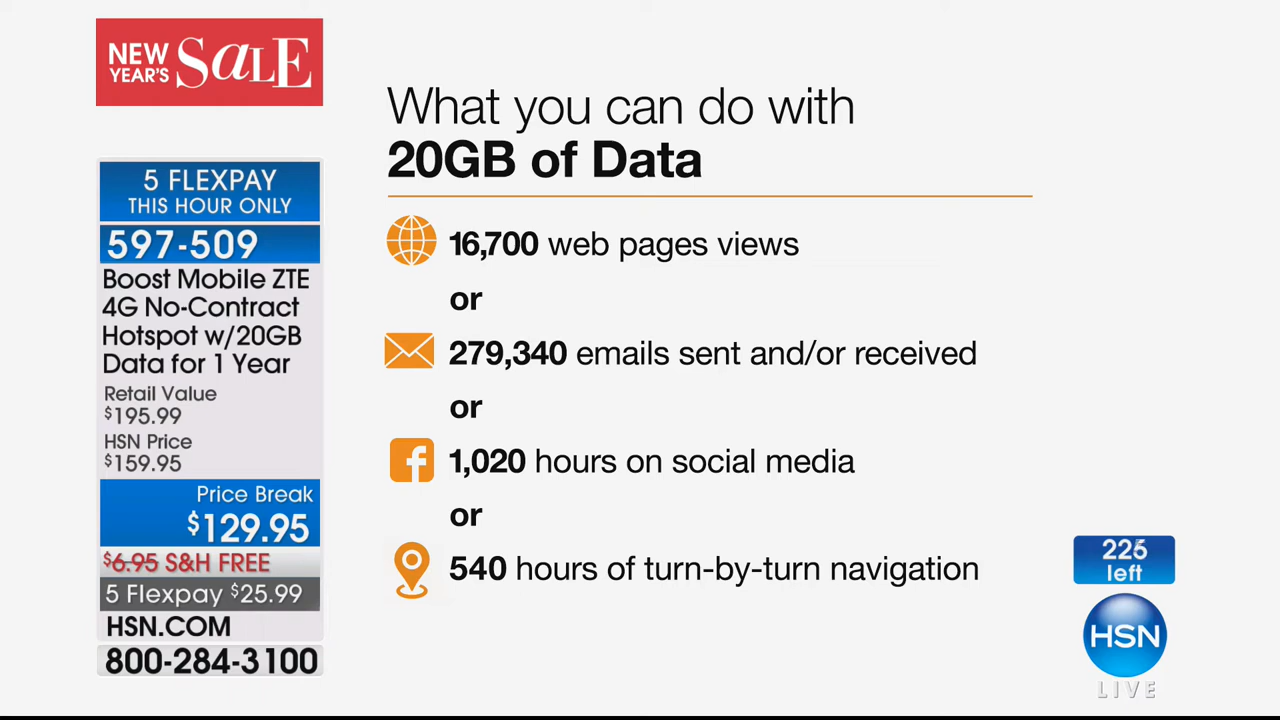 NEW
YEAR'S
SALE
5 FLEXPAY
THIS HOUR ONLY
597-509
Boost Mobile ZTE
4G No-Contract
Hotspot w/20GB
Data for 1 Year
Retail Value
$195.99
HSN Price
$159.95
Price Break
$129.95
$6.95 S&H FREE
5 Flexpay $25.99
HSN.COM
800-284-3100
What you can do with
20GB of Data
16,700 web pages views
or
279,340 emails sent and/or received
or
1,020 hours on social media
or
540 hours of turn-by-turn navigation
left
HSN
LIVE